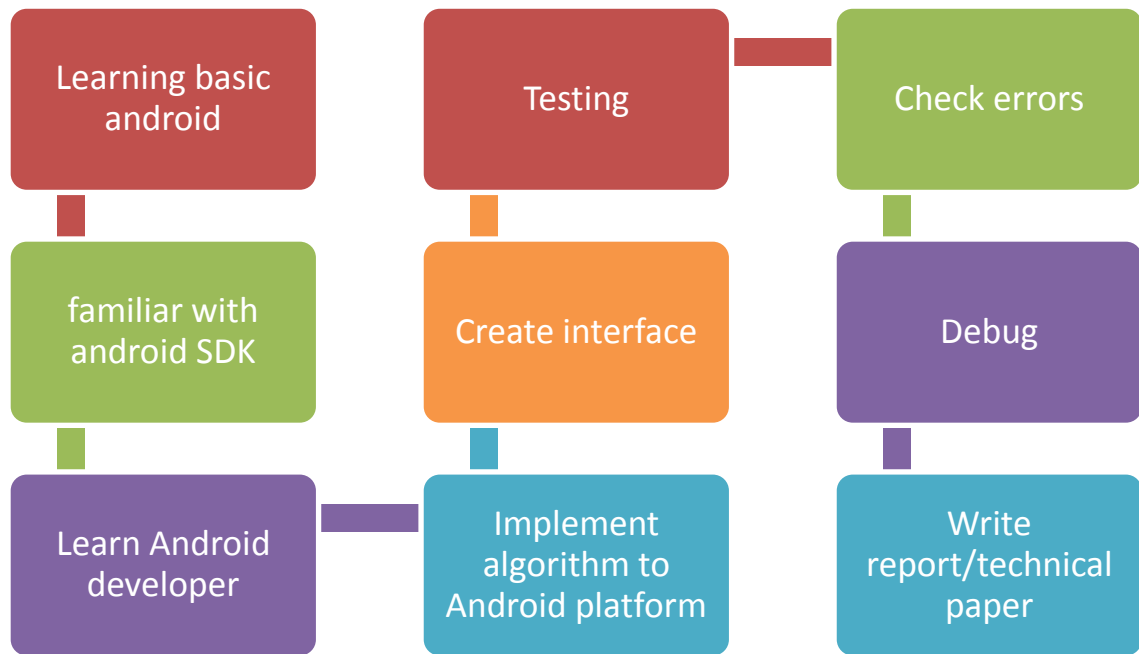 Learning basic
android
familiar with
android SDK
Learn Android
developer
Implement
algorithm to
Android platform
Create interface
Testing
Check errors
Debug
Write
report/technical
paper